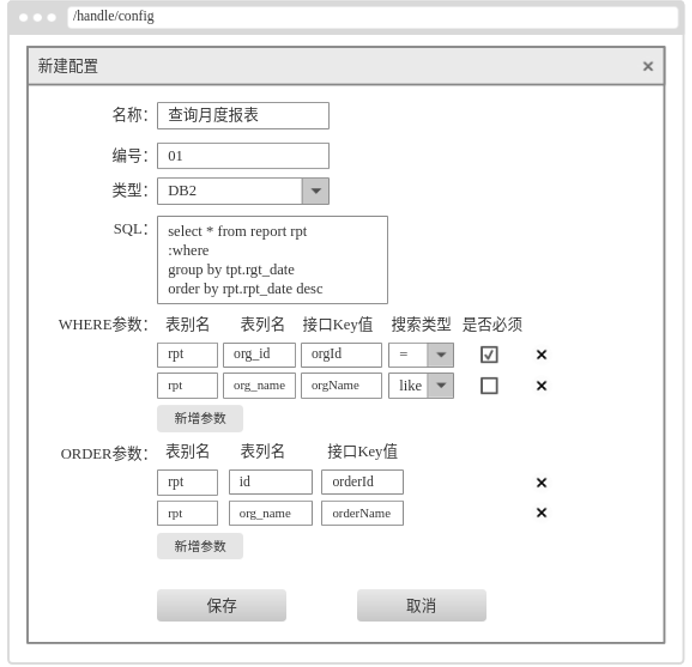 /handle/config
新建配置
名称： 查询月度报表
编号： 01
类型： DB2
SQL： select * from report rpt
:where
group by tpt.rgt_date
order by rpt.rpt_date desc
WHERE参数： 表别名 表列名 接口Key值 搜索类型 是否必须
rpt org_id orgId =
rpt org_name orgName like
新增参数
ORDER参数： 表别名 表列名 接口Key值
rpt id orderId
rpt org_name orderName
新增参数
保存 取消